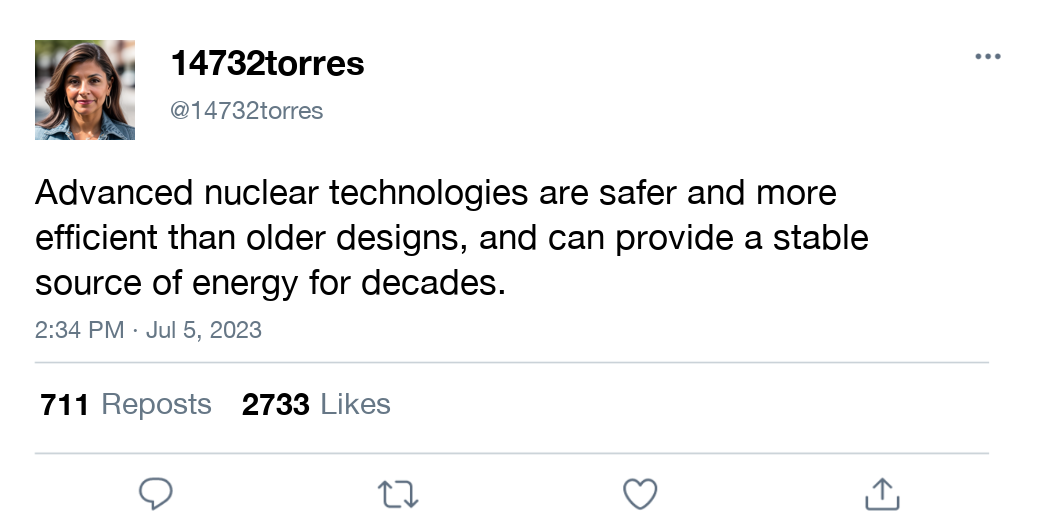 14732torres
@14732torres
Advanced nuclear technologies are safer and more
efficient than older designs, and can provide a stable
source of energy for decades.
2:34 PM · Jul 5, 2023
711 Reposts 2733 Likes